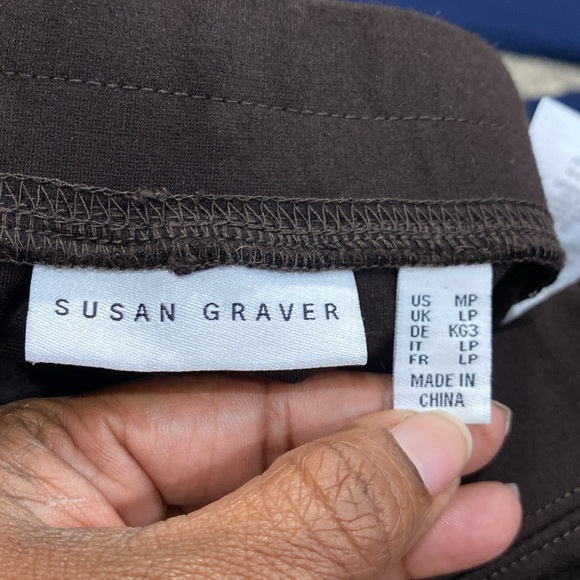 SUSAN GRAVER
US MP
UK LP
DE KG3
IT LP
FR LP
MADE IN
CHINA